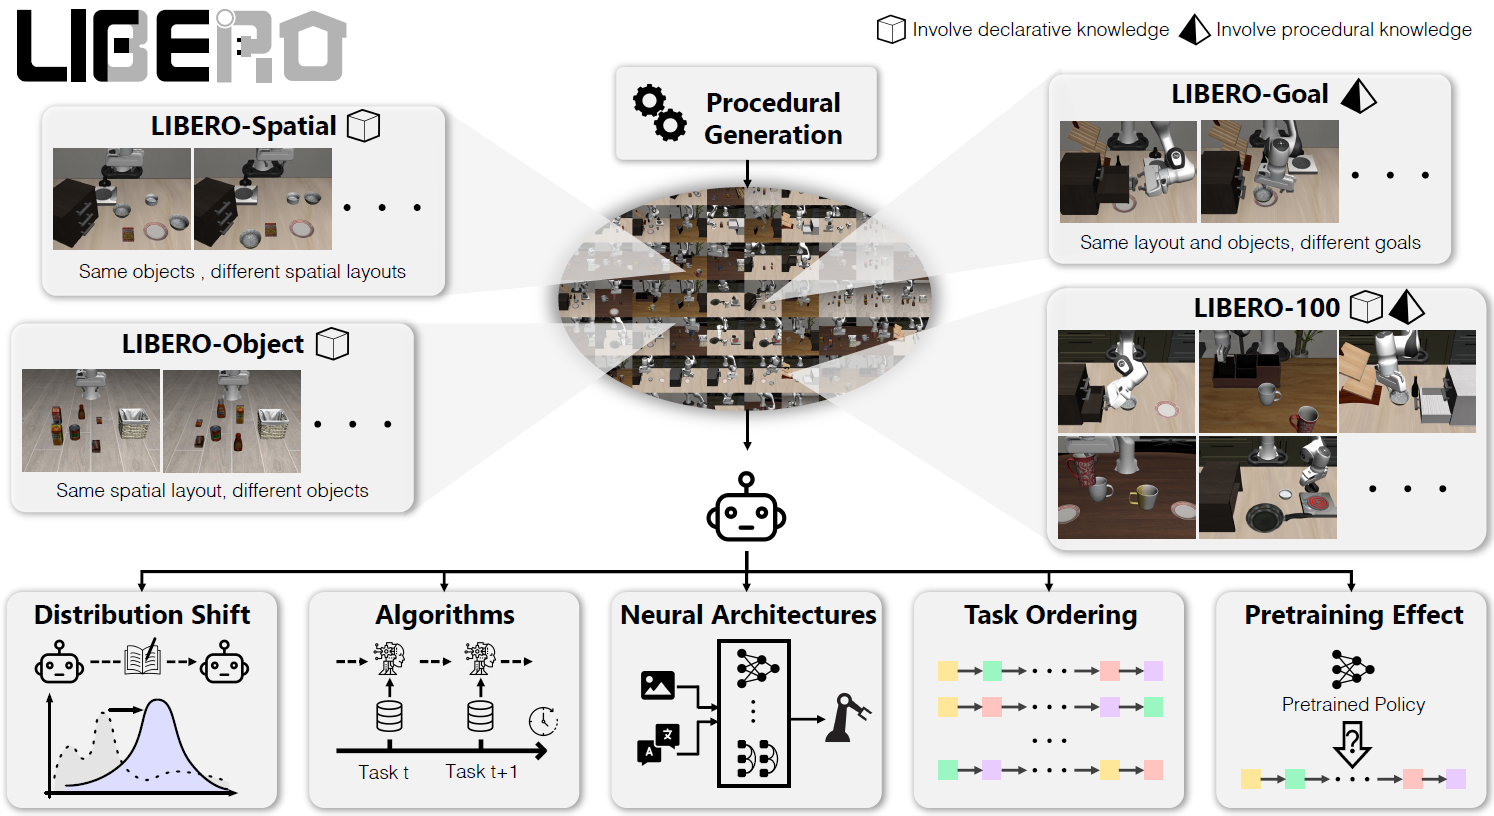 LIBERO
Involve declarative knowledge
Involve procedural knowledge
LIBERO-Spatial
Same objects , different spatial layouts
Procedural
Generation
LIBERO-Goal
Same layout and objects, different goals
LIBERO-Object
Same spatial layout, different objects
LIBERO-100
Distribution Shift
Algorithms
Task t
Task t+1
Neural Architectures
文
A
Task Ordering
Pretraining Effect
Pretrained Policy
?